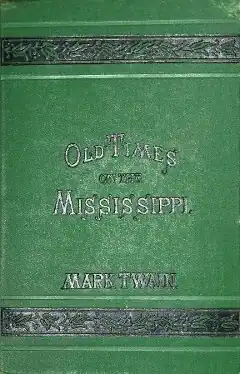 OLD TIMES
ON THE
MISSISSIPPI.
MARK TWAIN.